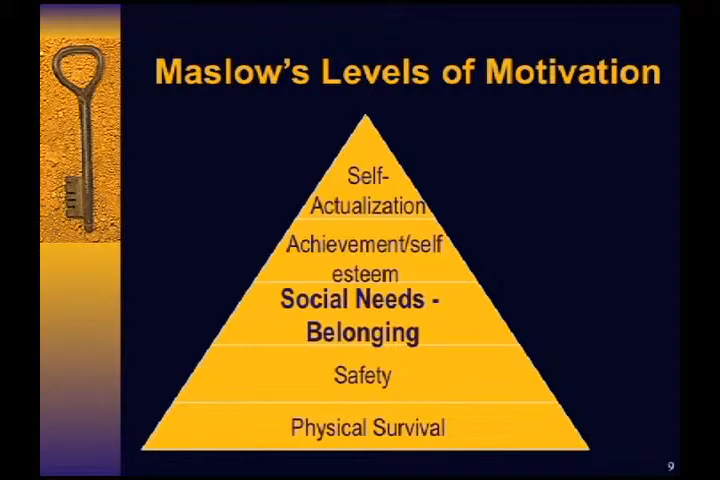 Maslow's Levels of Motivation
Self-
Actualization
Achievement/self
esteem
Social Needs -
Belonging
Safety
Physical Survival
9